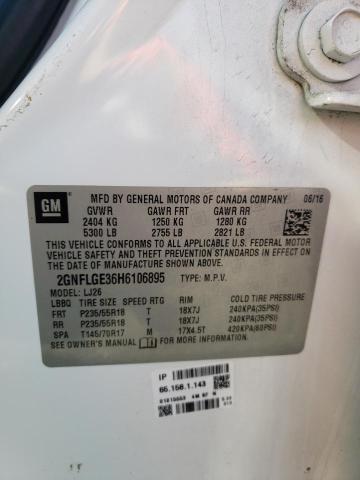 GM
MFD BY GENERAL MOTORS OF CANADA COMPANY 06/16
GVWR GAWR FRT GAWR RR
2404 KG 1250 KG 1280 KG
5300 LB 2755 LB 2821 LB
THIS VEHICLE CONFORMS TO ALL APPLICABLE U.S. FEDERAL MOTOR
VEHICLE SAFETY AND THEFT PREVENTION STANDARDS IN EFFECT
ON THE DATE OF MANUFACTURE SHOWN ABOVE.
2GNFLGE36H6106895 TYPE: M.P.V.
MODEL: LJ26
LBBQ TIRE SIZE SPEED RTG RIM COLD TIRE PRESSURE
FRT P235/55R18 T 18X7J 240KPA(35PSI)
RR P235/55R18 T 18X7J 240KPA(35PSI)
SPA T145/70R17 M 17X4.5T 420KPA(60PSI)
SEE OWNER'S MANUAL FOR MORE INFORMATION.
IP
66.158.1.143